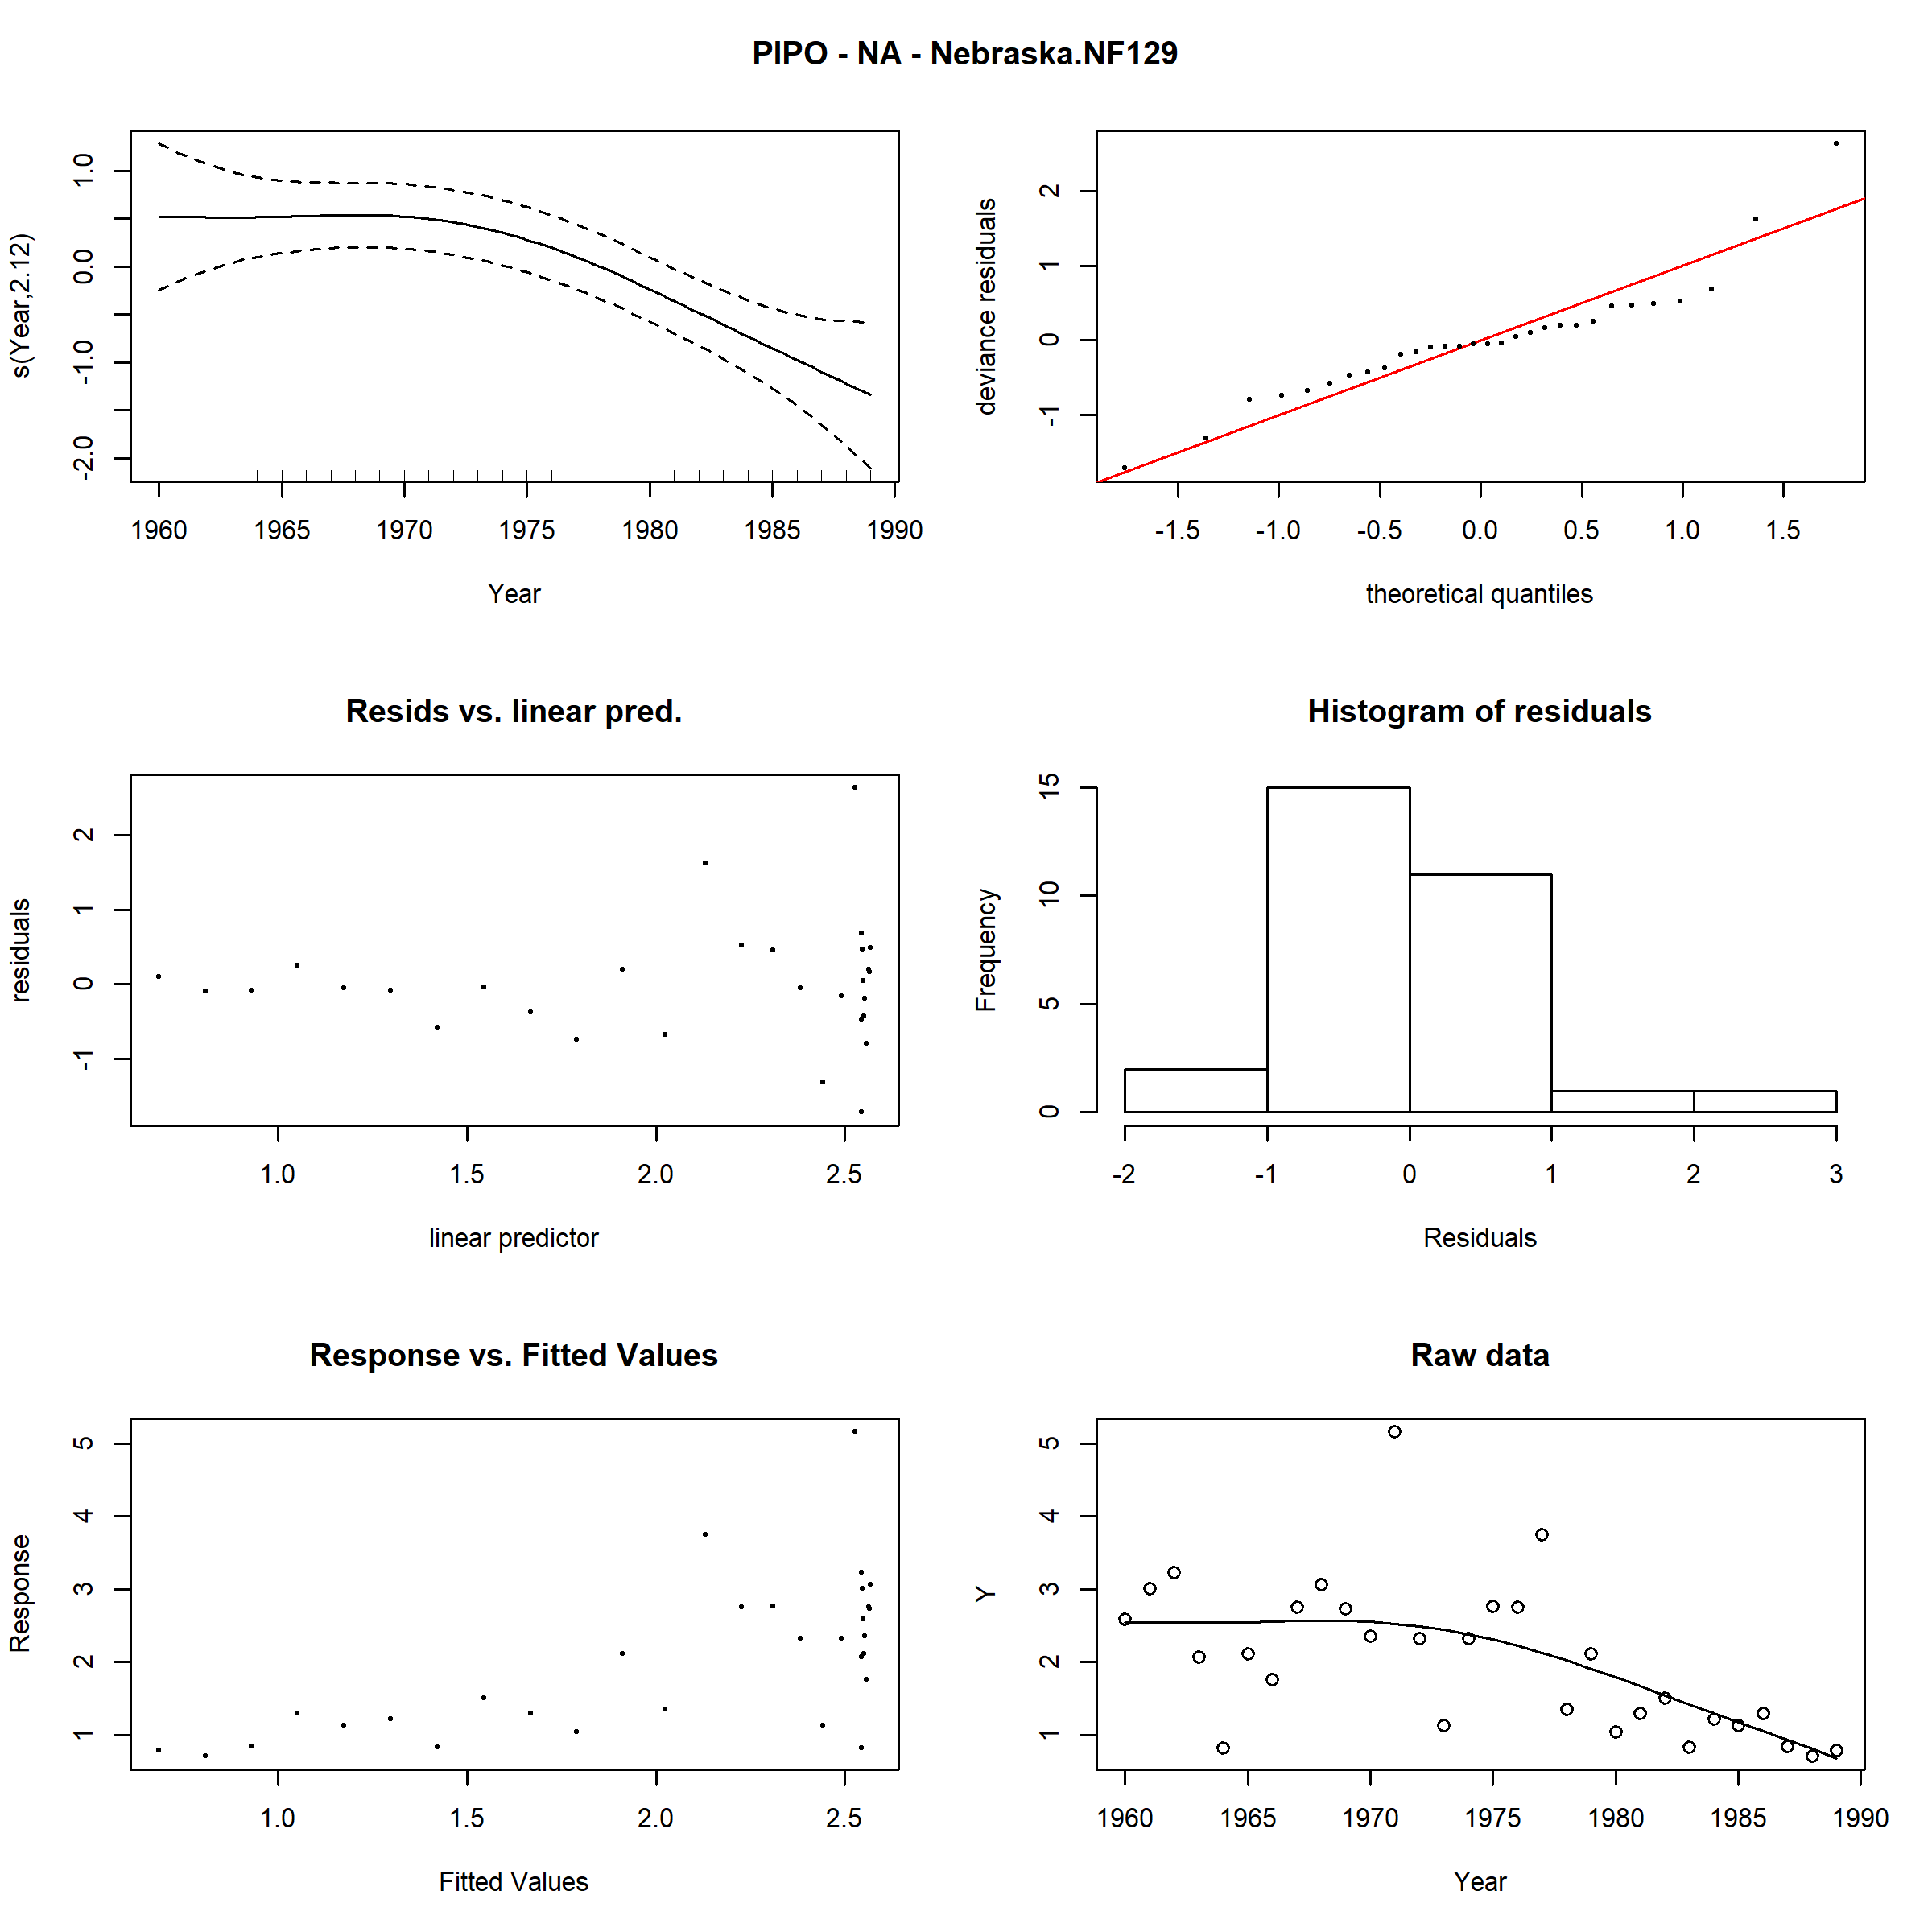 PIPO - NA - Nebraska.NF129
s(Year,2.12)
1.0
0.0
-1.0
-2.0
1960 1965 1970 1975 1980 1985 1990
Year
deviance residuals
2
1
0
-1
-1.5 -1.0 -0.5 0.0 0.5 1.0 1.5
theoretical quantiles
Resids vs. linear pred.
residuals
2
1
0
-1
1.0 1.5 2.0 2.5
linear predictor
Histogram of residuals
Frequency
15
10
5
0
-2 -1 0 1 2 3
Residuals
Response vs. Fitted Values
Response
5
4
3
2
1
1.0 1.5 2.0 2.5
Fitted Values
Raw data
Y
5
4
3
2
1
1960 1965 1970 1975 1980 1985 1990
Year